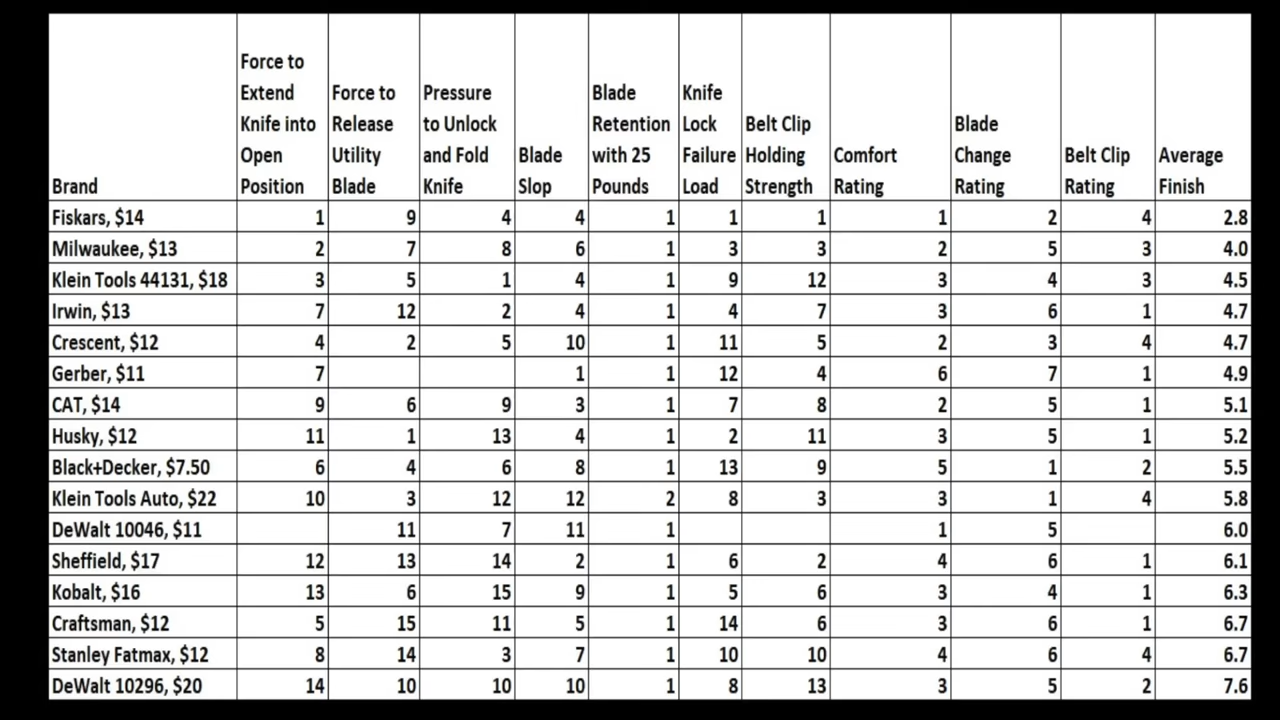 Brand | Force to Extend Knife into Open Position | Force to Release Utility Blade | Pressure to Unlock and Fold Knife | Blade Slop | Blade Retention with 25 Pounds | Knife Lock Failure Load | Belt Clip Holding Strength | Comfort Rating | Blade Change Rating | Belt Clip Rating | Average Finish
Fiskars, $14 | 1 | 9 | 4 | 4 | 1 | 1 | 1 | 1 | 2 | 4 | 2.8
Milwaukee, $13 | 2 | 7 | 8 | 6 | 1 | 3 | 3 | 2 | 5 | 3 | 4.0
Klein Tools 44131, $18 | 3 | 5 | 1 | 4 | 1 | 9 | 12 | 3 | 4 | 3 | 4.5
Irwin, $13 | 7 | 12 | 2 | 4 | 1 | 4 | 7 | 3 | 6 | 1 | 4.7
Crescent, $12 | 4 | 2 | 5 | 10 | 1 | 11 | 5 | 2 | 3 | 4 | 4.7
Gerber, $11 | 7 | | | 1 | 1 | 12 | 4 | 6 | 7 | 1 | 4.9
CAT, $14 | 9 | 6 | 9 | 3 | 1 | 7 | 8 | 2 | 5 | 1 | 5.1
Husky, $12 | 11 | 1 | 13 | 4 | 1 | 2 | 11 | 3 | 5 | 1 | 5.2
Black+Decker, $7.50 | 6 | 4 | 6 | 8 | 1 | 13 | 9 | 5 | 1 | 2 | 5.5
Klein Tools Auto, $22 | 10 | 3 | 12 | 12 | 2 | 8 | 3 | 3 | 1 | 4 | 5.8
DeWalt 10046, $11 | | 11 | 7 | 11 | 1 | | | 1 | 5 | | 6.0
Sheffield, $17 | 12 | 13 | 14 | 2 | 1 | 6 | 2 | 4 | 6 | 1 | 6.1
Kobalt, $16 | 13 | 6 | 15 | 9 | 1 | 5 | 6 | 3 | 4 | 1 | 6.3
Craftsman, $12 | 5 | 15 | 11 | 5 | 1 | 14 | 6 | 3 | 6 | 1 | 6.7
Stanley Fatmax, $12 | 8 | 14 | 3 | 7 | 1 | 10 | 10 | 4 | 6 | 4 | 6.7
DeWalt 10296, $20 | 14 | 10 | 10 | 10 | 1 | 8 | 13 | 3 | 5 | 2 | 7.6